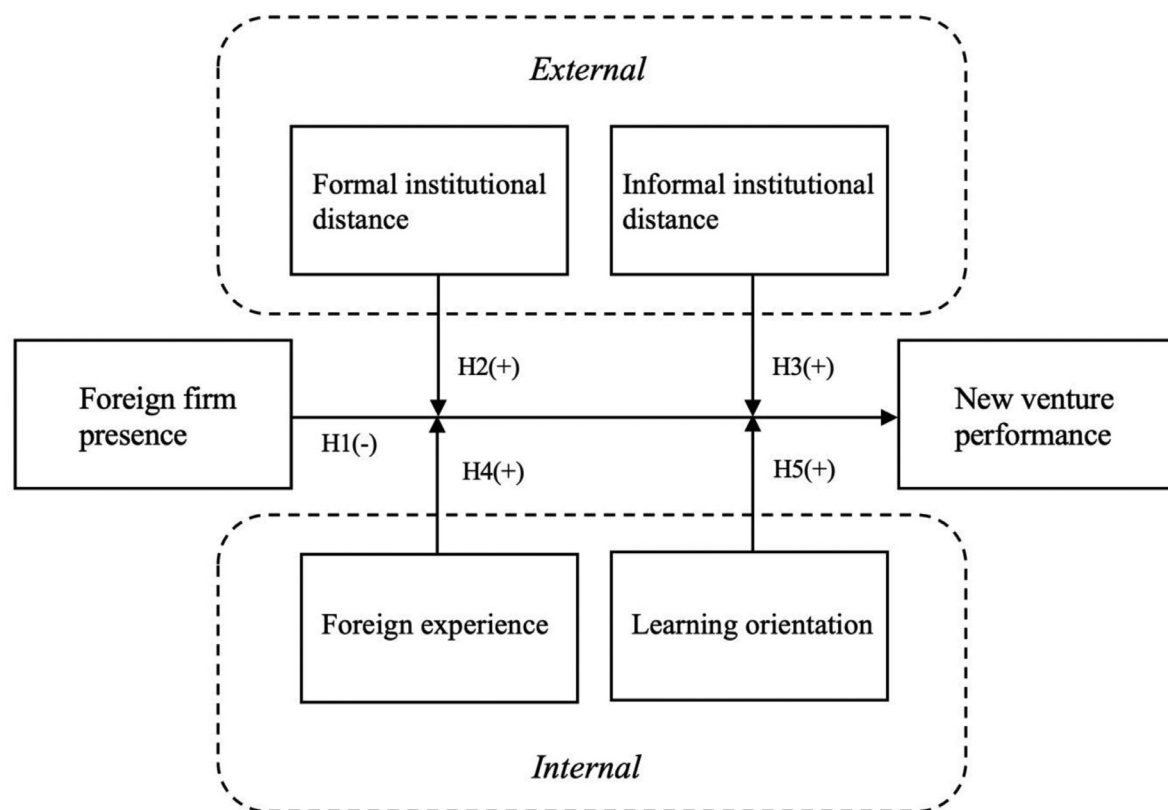 External
Formal institutional
distance
Informal institutional
distance
H2(+)
H3(+)
Foreign firm
presence
New venture
performance
H1(-)
H4(+)
H5(+)
Foreign experience
Learning orientation
Internal